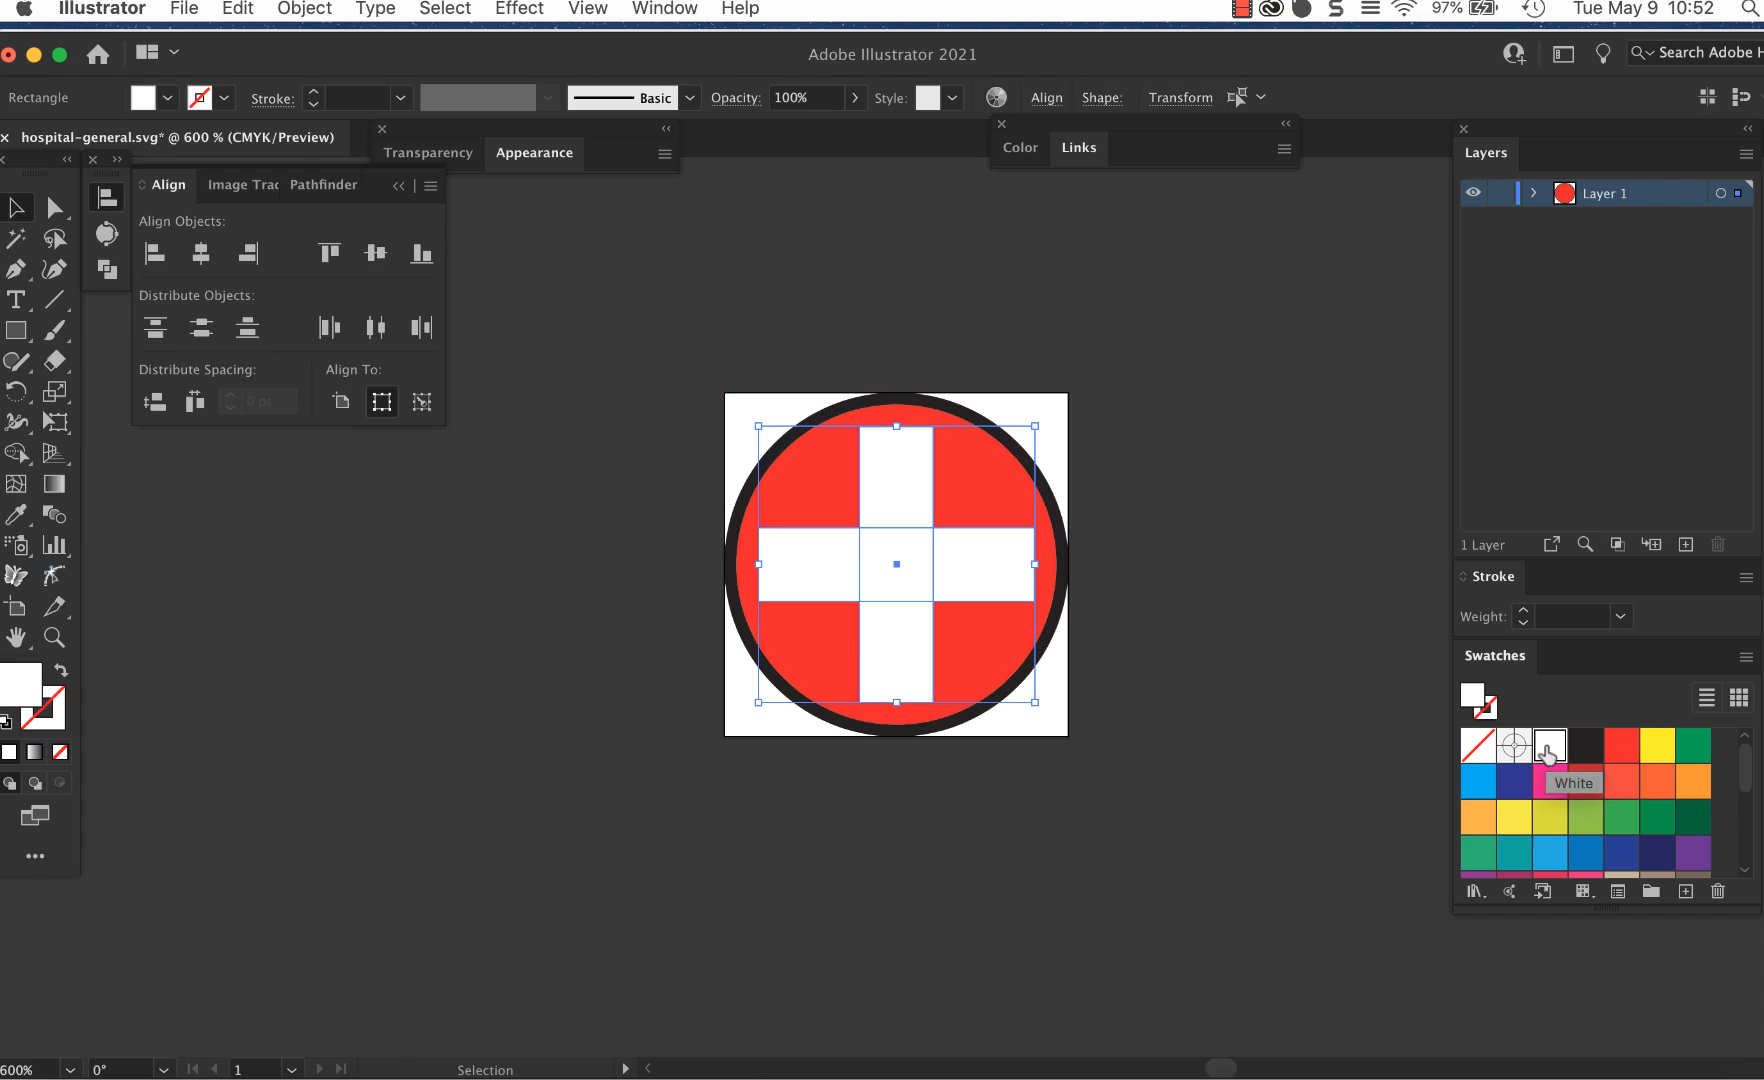 Illustrator File Edit Object Type Select Effect View Window Help 97% Tue May 9 10:52
Adobe Illustrator 2021
Search Adobe H
Rectangle Stroke: Basic Opacity: 100% Style: Align Shape: Transform
hospital-general.svg* @ 600 % (CMYK/Preview)
Transparency Appearance
Color Links
Layers
Align Image Trac Pathfinder
Layer 1
Align Objects:
Distribute Objects:
Distribute Spacing: Align To:
0 pt
1 Layer
Stroke
Weight:
Swatches
White
600% 0° 1 Selection